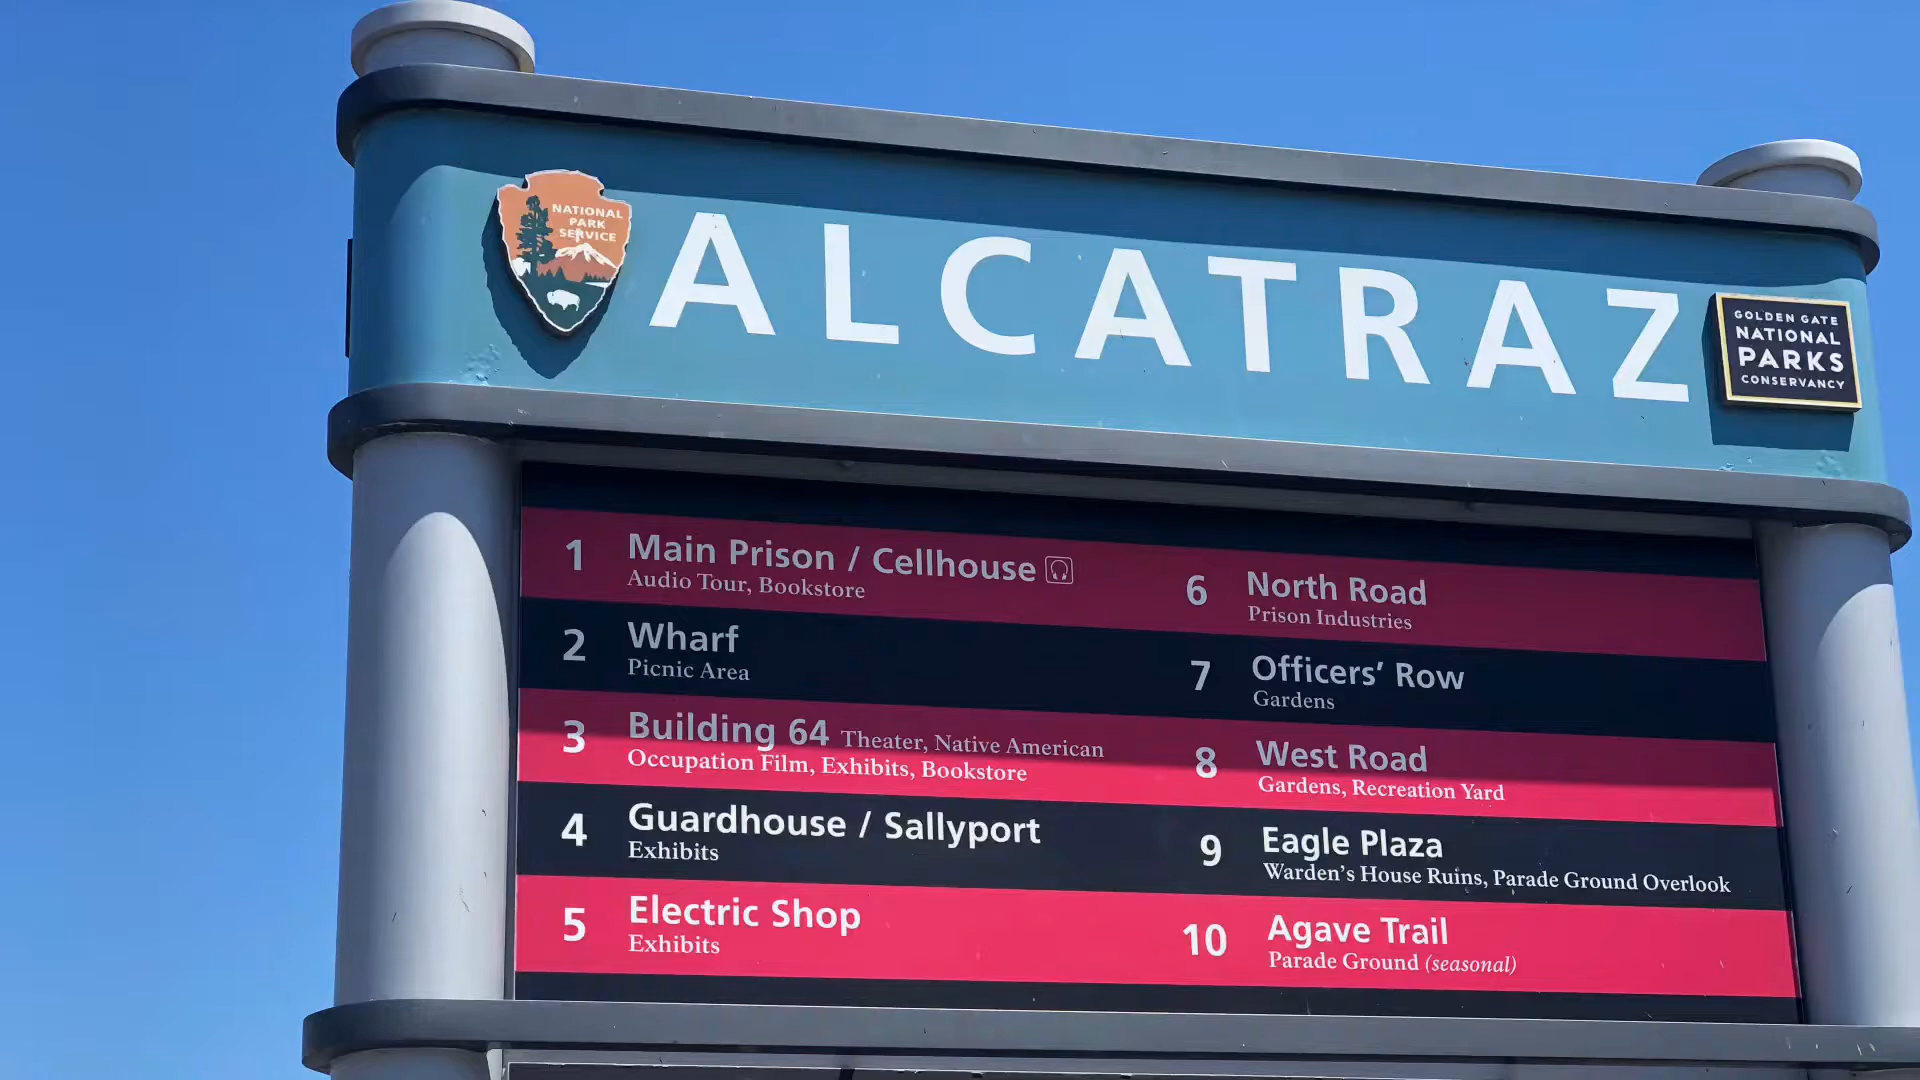 NATIONAL
PARK
SERVICE
ALCATRAZ
GOLDEN GATE
NATIONAL
PARKS
CONSERVANCY
1 Main Prison / Cellhouse
Audio Tour, Bookstore
2 Wharf
Picnic Area
3 Building 64 Theater, Native American
Occupation Film, Exhibits, Bookstore
4 Guardhouse / Sallyport
Exhibits
5 Electric Shop
Exhibits
6 North Road
Prison Industries
7 Officers’ Row
Gardens
8 West Road
Gardens, Recreation Yard
9 Eagle Plaza
Warden’s House Ruins, Parade Ground Overlook
10 Agave Trail
Parade Ground (seasonal)